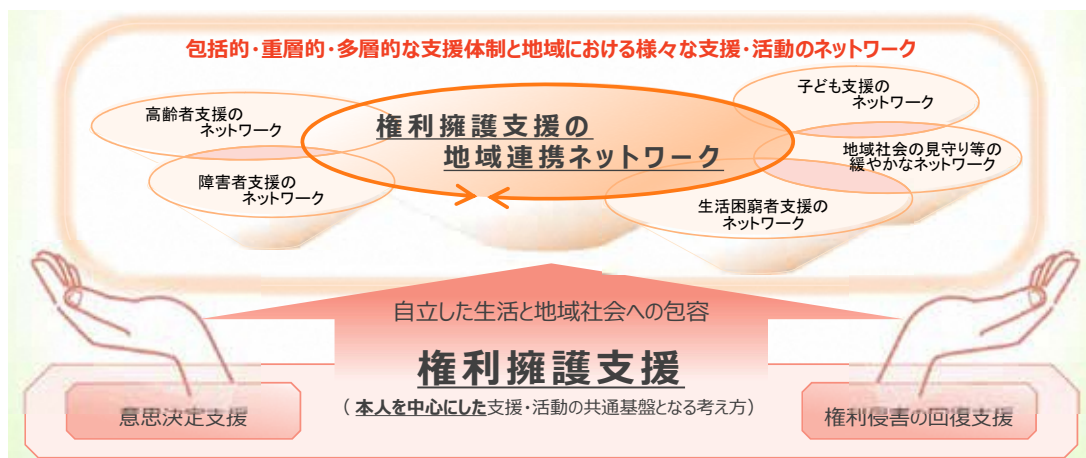 包括的・重層的・多層的な支援体制と地域における様々な支援・活動のネットワーク
高齢者支援の
ネットワーク
障害者支援の
ネットワーク
権利擁護支援の
地域連携ネットワーク
子ども支援の
ネットワーク
地域社会の見守り等の
緩やかなネットワーク
生活困窮者支援の
ネットワーク
自立した生活と地域社会への包容
権利擁護支援
（本人を中心にした支援・活動の共通基盤となる考え方）
意思決定支援
権利侵害の回復支援